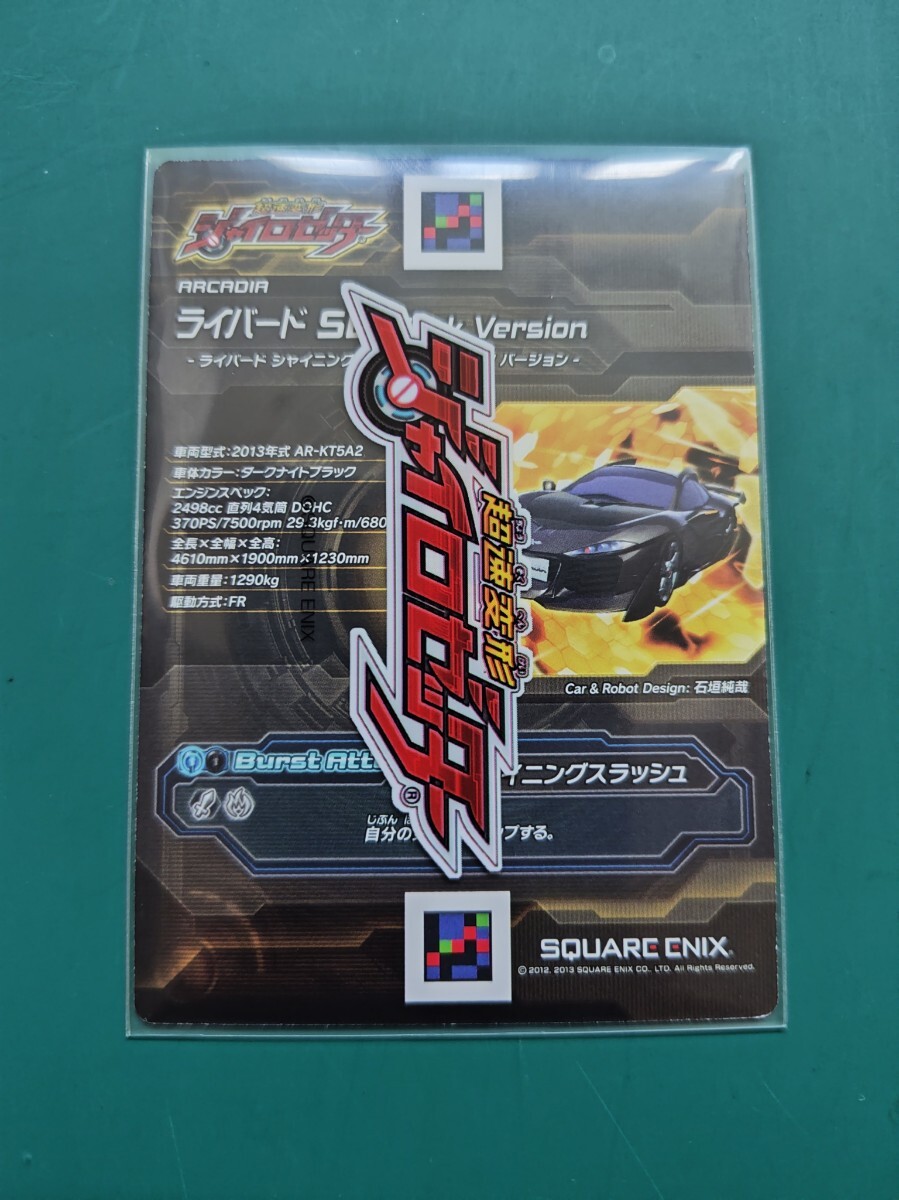 超速変形
ジャイロゼッター
ARCADIA
ライバード Version
- ライバード シャイニング バージョン -
車両型式:2013年式 AR-KT5A2
車体カラー:ダークナイトブラック
エンジンスペック:
2498cc 直列4気筒 DOHC
370PS/7500rpm 29.3kgf·m/680
全長×全幅×全高:
4610mm×1900mm×1230mm
車両重量:1290kg
駆動方式:FR
©SQUARE ENIX
超速変形
ジャイロゼッター
®
Car & Robot Design: 石垣純哉
Burst Att イニングスラッシュ
じぶん
自分の プする。
SQUARE ENIX
© 2012, 2013 SQUARE ENIX CO., LTD. All Rights Reserved.